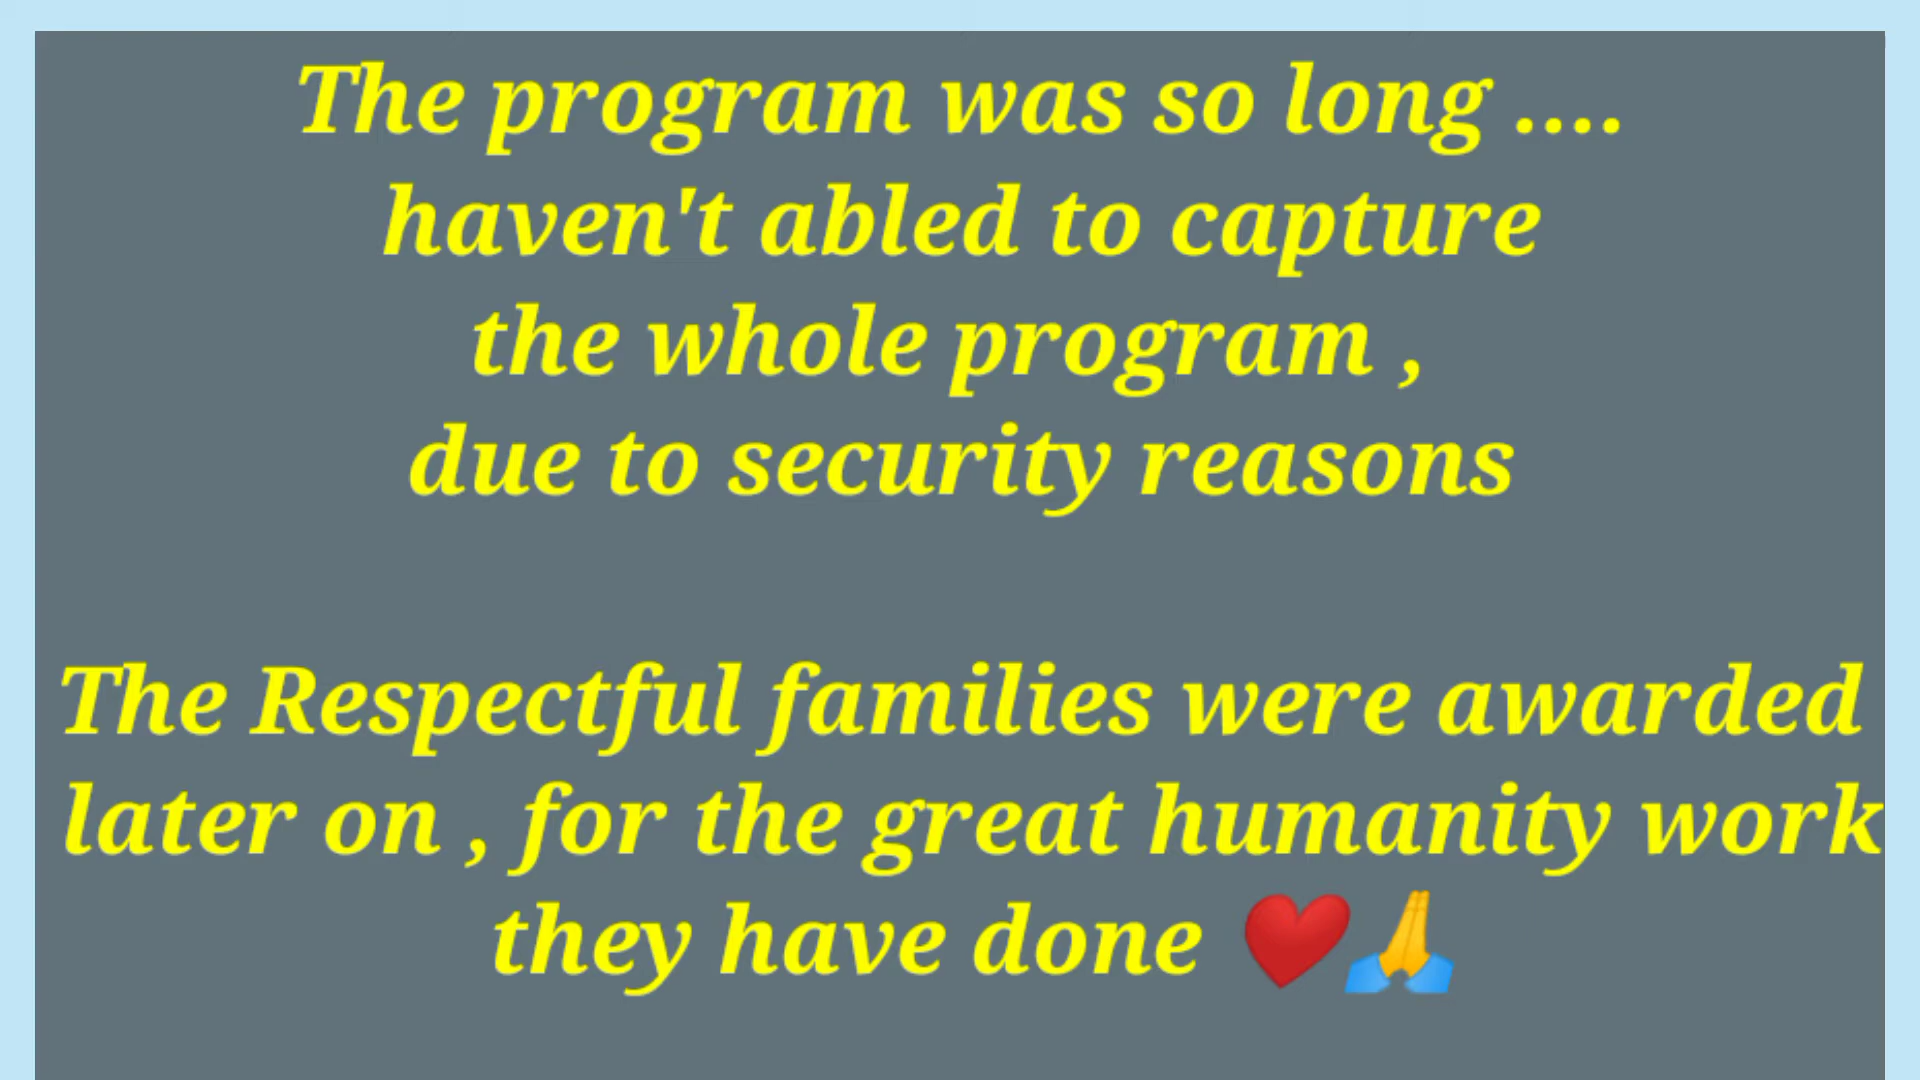 The program was so long ....
haven't abled to capture
the whole program ,
due to security reasons
The Respectful families were awarded
later on , for the great humanity work
they have done ❤️🙏